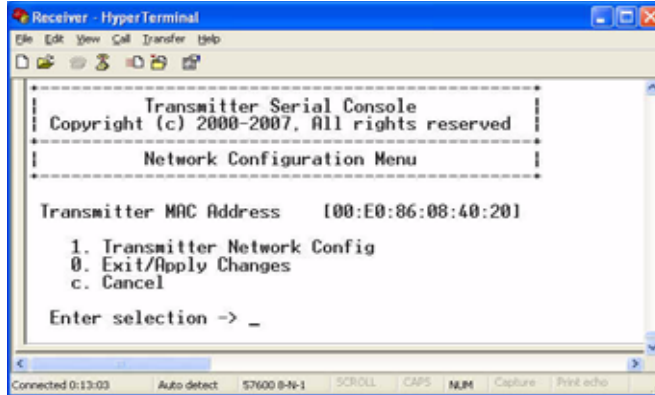 Receiver - HyperTerminal
File Edit View Call Transfer Help
Transmitter Serial Console
Copyright (c) 2000-2007, All rights reserved
Network Configuration Menu
Transmitter MAC Address [00:E0:86:08:40:20]
1. Transmitter Network Config
0. Exit/Apply Changes
c. Cancel
Enter selection -> _
Connected 0:13:03 Auto detect 57600 8-N-1 SCROLL CAPS NUM Capture Print echo